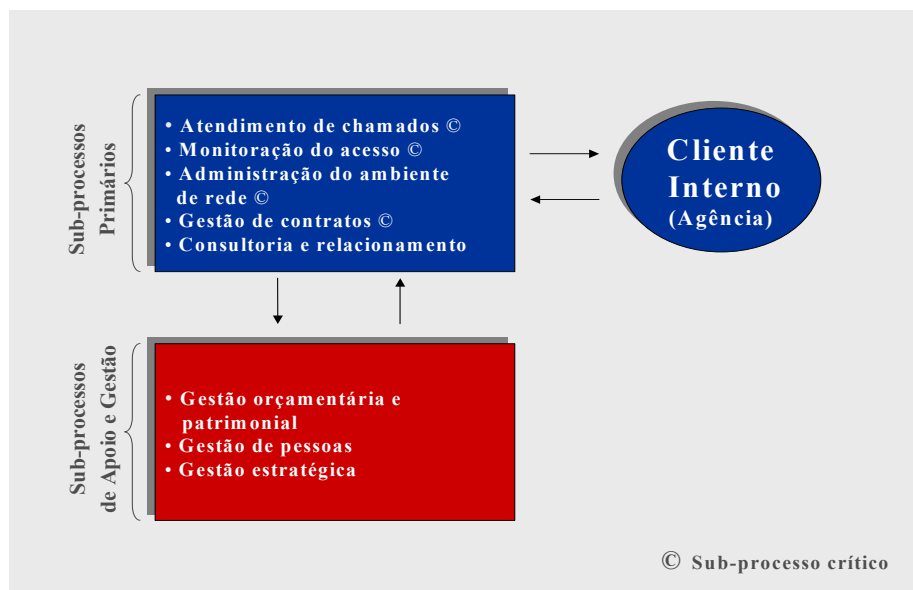 Sub-processos
Primários
• Atendimento de chamados ©
• Monitoração do acesso ©
• Administração do ambiente
de rede ©
• Gestão de contratos ©
• Consultoria e relacionamento
Cliente
Interno
(Agência)
Sub-processos
de Apoio e Gestão
• Gestão orçamentária e
patrimonial
• Gestão de pessoas
• Gestão estratégica
© Sub-processo crítico